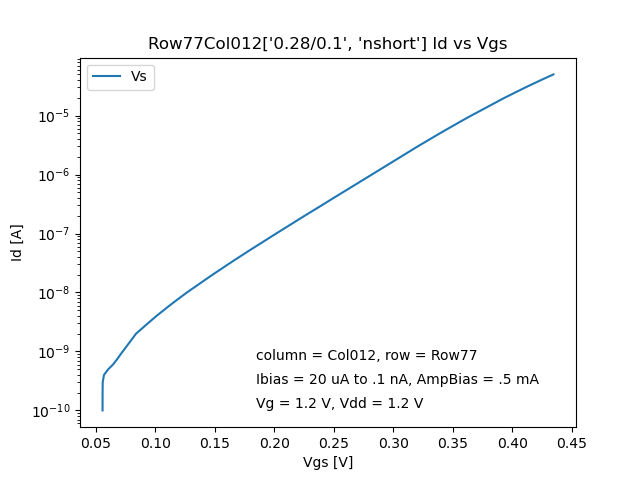 Row77Col012['0.28/0.1', 'nshort'] Id vs Vgs
Vs
Id [A]
10⁻⁵
10⁻⁶
10⁻⁷
10⁻⁸
10⁻⁹
10⁻¹⁰
column = Col012, row = Row77
Ibias = 20 uA to .1 nA, AmpBias = .5 mA
Vg = 1.2 V, Vdd = 1.2 V
0.05 0.10 0.15 0.20 0.25 0.30 0.35 0.40 0.45
Vgs [V]